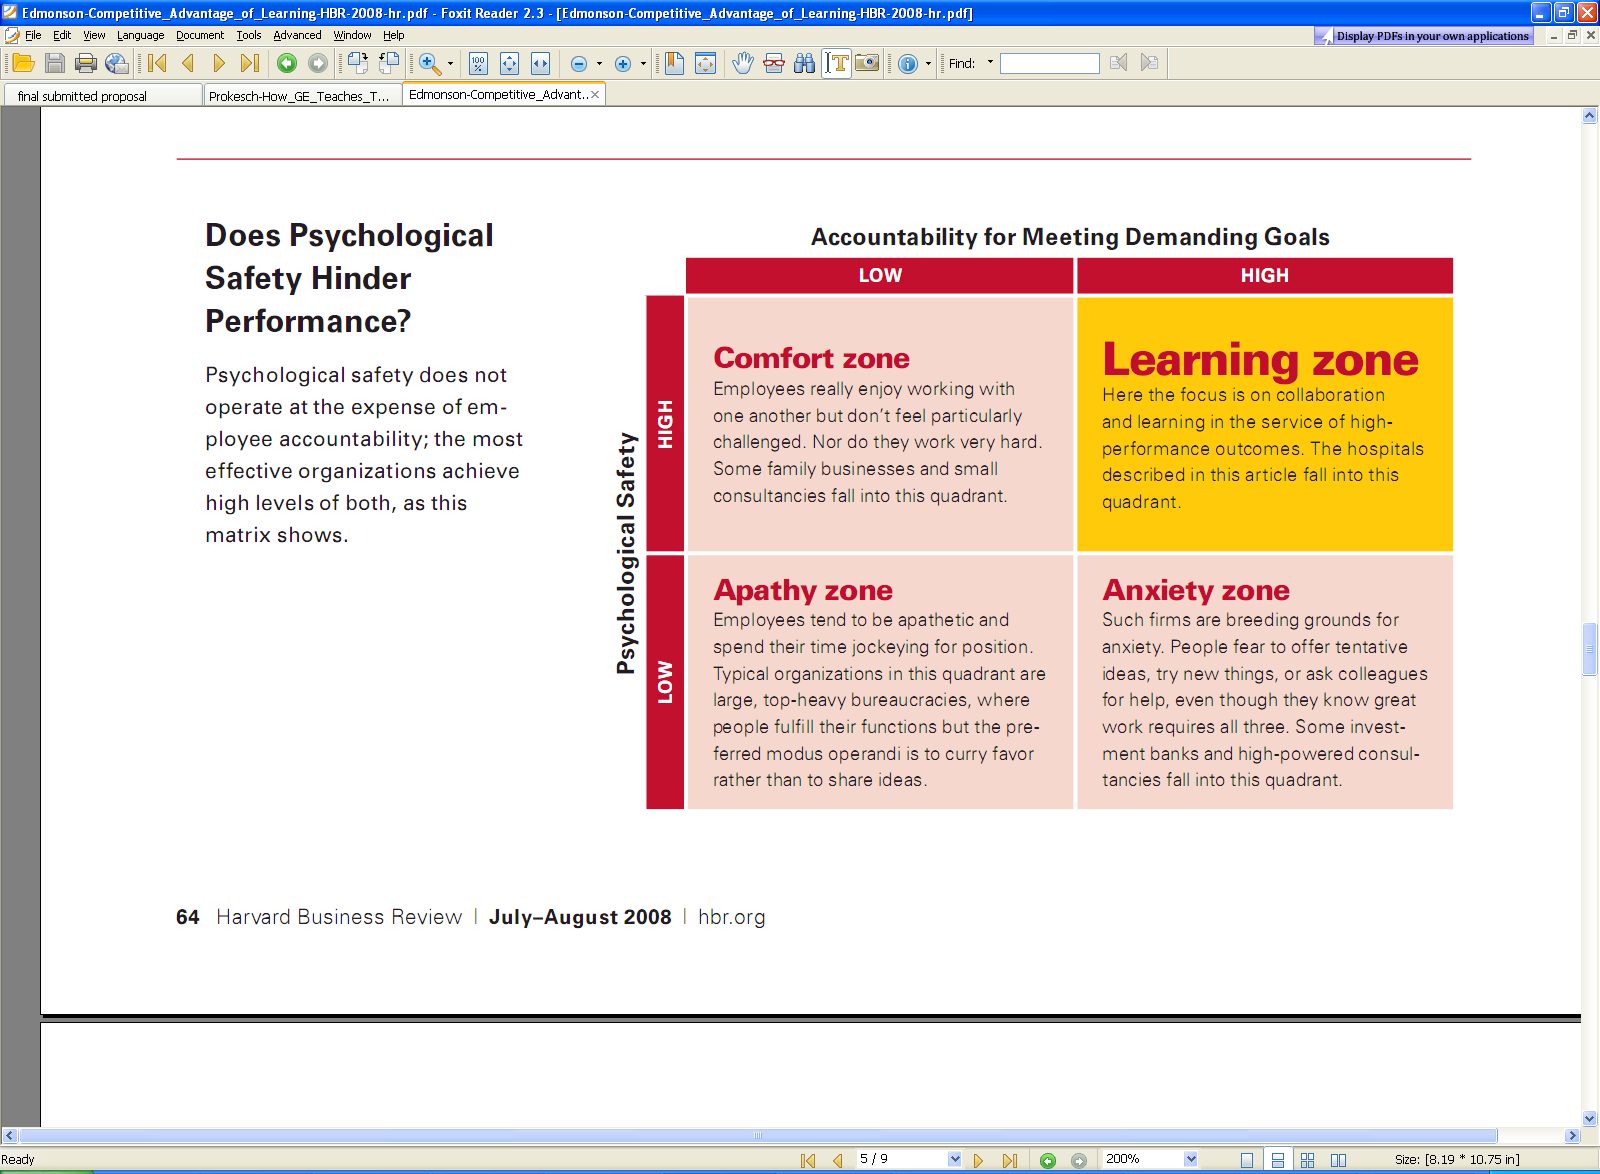 Edmonson-Competitive_Advantage_of_Learning-HBR-2008-hr.pdf - Foxit Reader 2.3 - [Edmonson-Competitive_Advantage_of_Learning-HBR-2008-hr.pdf]
File Edit View Language Document Tools Advanced Window Help
Display PDFs in your own applications
100 %
T
Find:
final submitted proposal
Prokesch-How_GE_Teaches_T...
Edmonson-Competitive_Advant..
Does Psychological
Safety Hinder
Performance?
Psychological safety does not
operate at the expense of em-
ployee accountability; the most
effective organizations achieve
high levels of both, as this
matrix shows.
Accountability for Meeting Demanding Goals
LOW
HIGH
Psychological Safety
HIGH
Comfort zone
Employees really enjoy working with
one another but don't feel particularly
challenged. Nor do they work very hard.
Some family businesses and small
consultancies fall into this quadrant.
Learning zone
Here the focus is on collaboration
and learning in the service of high-
performance outcomes. The hospitals
described in this article fall into this
quadrant.
LOW
Apathy zone
Employees tend to be apathetic and
spend their time jockeying for position.
Typical organizations in this quadrant are
large, top-heavy bureaucracies, where
people fulfill their functions but the pre-
ferred modus operandi is to curry favor
rather than to share ideas.
Anxiety zone
Such firms are breeding grounds for
anxiety. People fear to offer tentative
ideas, try new things, or ask colleagues
for help, even though they know great
work requires all three. Some invest-
ment banks and high-powered consul-
tancies fall into this quadrant.
64 Harvard Business Review | July–August 2008 | hbr.org
Ready
5 / 9
200%
Size: [8.19 * 10.75 in]